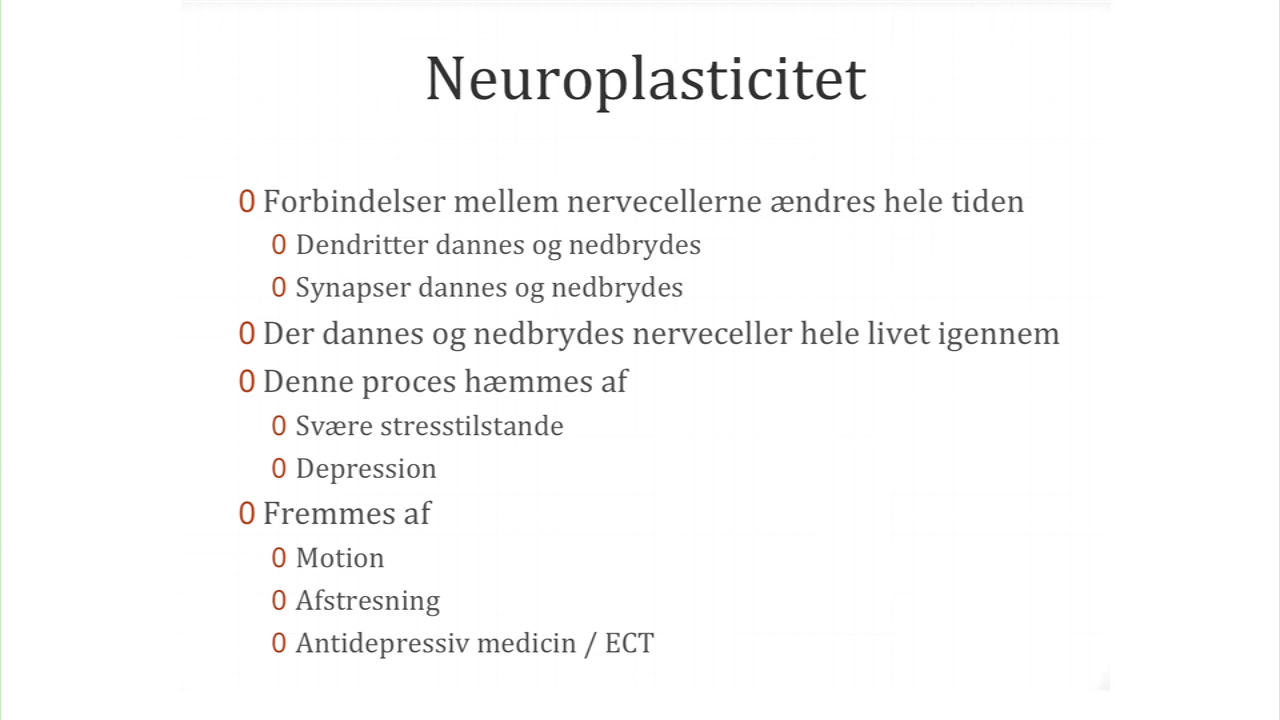 Neuroplasticitet
0 Forbindelser mellem nervecellerne ændres hele tiden
0 Dendritter dannes og nedbrydes
0 Synapser dannes og nedbrydes
0 Der dannes og nedbrydes nerveceller hele livet igennem
0 Denne proces hæmmes af
0 Svære stresstilstande
0 Depression
0 Fremmes af
0 Motion
0 Afstresning
0 Antidepressiv medicin / ECT